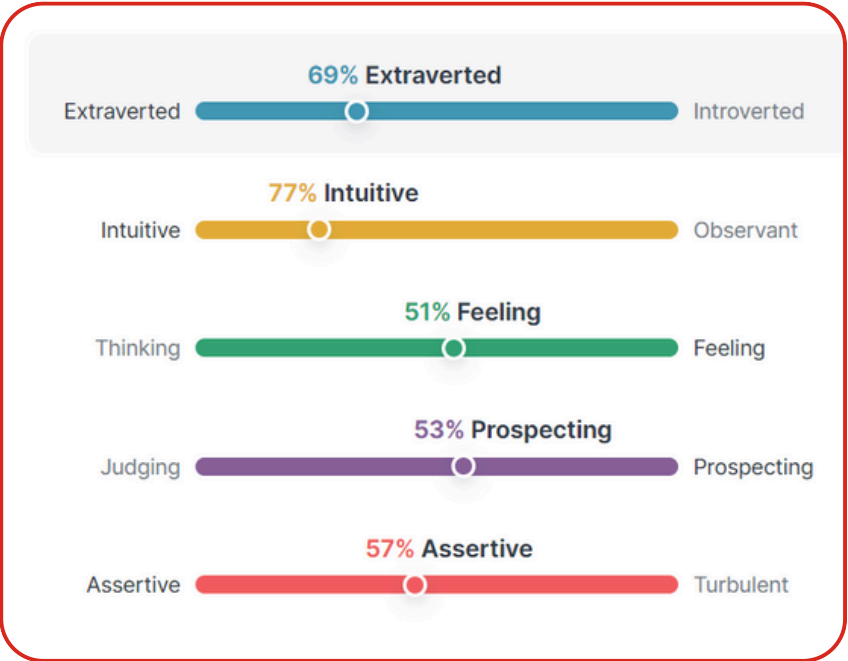 69% Extraverted
Extraverted Introverted
77% Intuitive
Intuitive Observant
51% Feeling
Thinking Feeling
53% Prospecting
Judging Prospecting
57% Assertive
Assertive Turbulent